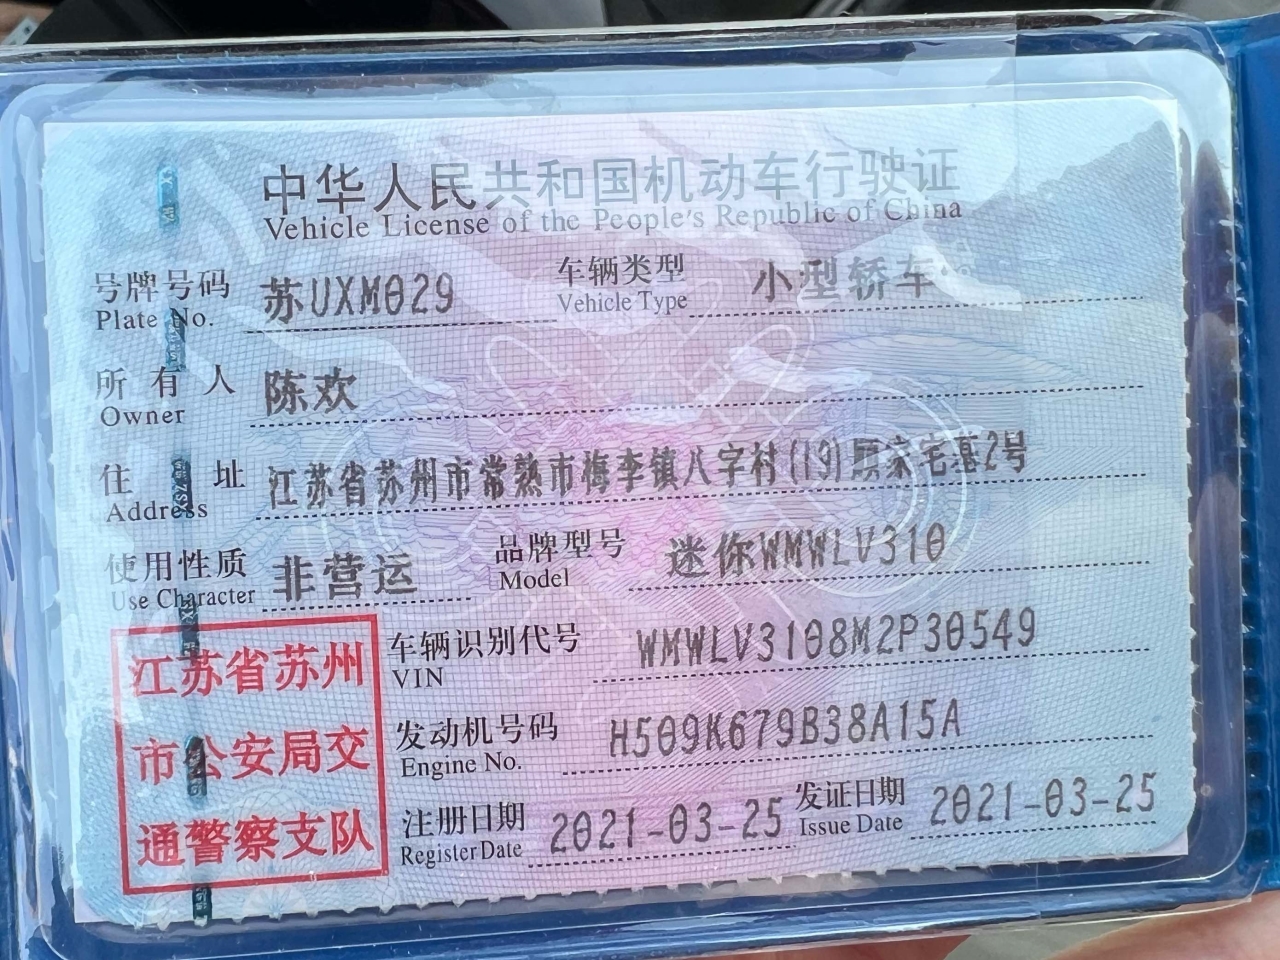 中华人民共和国机动车行驶证
Vehicle License of the People's Republic of China
号牌号码 苏UXM029 车辆类型 小型轿车
Plate No. Vehicle Type
所有人 陈欢
Owner
住址 江苏省苏州市常熟市梅李镇八字村(19)顾家宅基2号
Address
使用性质 非营运 品牌型号 迷你WMWLV310
Use Character Model
江苏省苏州
市公安局交
通警察支队
车辆识别代号 WMWLV3108M2P30549
VIN
发动机号码 H509K679B38A15A
Engine No.
注册日期 2021-03-25 发证日期 2021-03-25
Register Date Issue Date